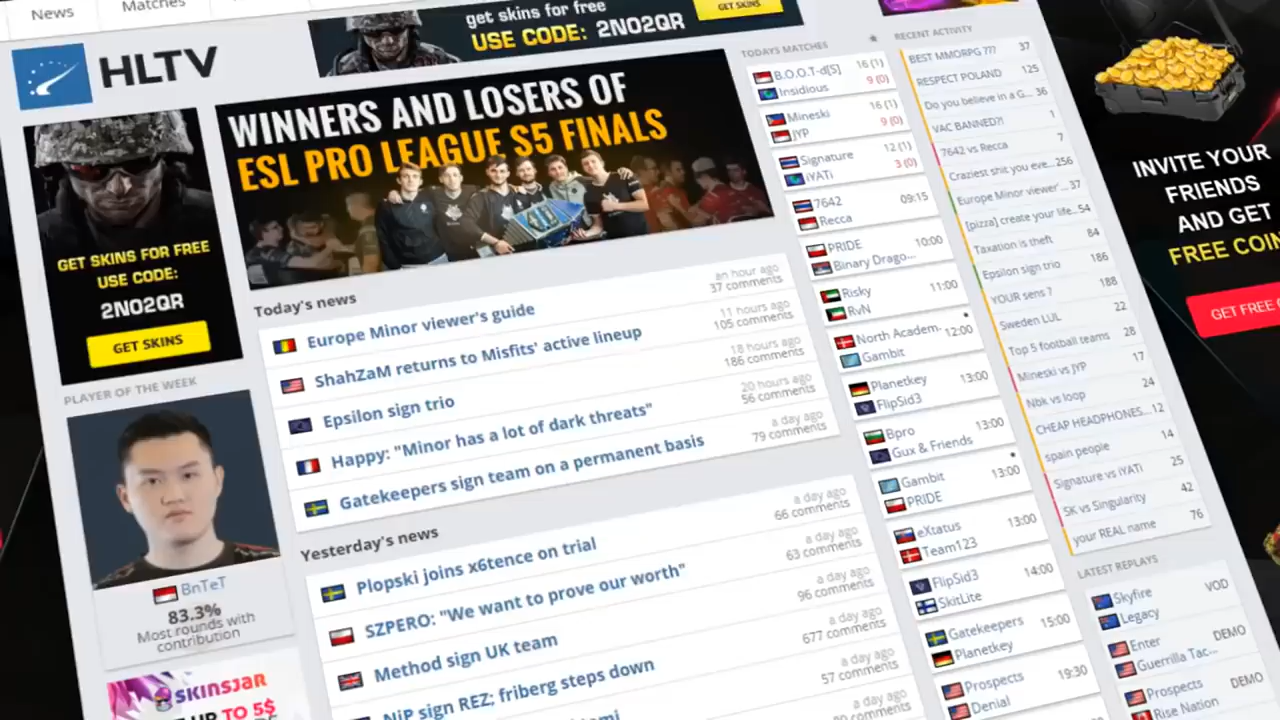 News
Matches
HLTV
get skins for free
USE CODE: 2NO2QR
GET SKINS
GET SKINS FOR FREE
USE CODE:
2NO2QR
GET SKINS
PLAYER OF THE WEEK
BnTeT
83.3%
Most rounds with
contribution
SKINSJAR
UP TO 5$
WINNERS AND LOSERS OF
ESL PRO LEAGUE S5 FINALS
Today's news
Europe Minor viewer's guide
an hour ago
37 comments
ShahZaM returns to Misfits' active lineup
11 hours ago
105 comments
Epsilon sign trio
18 hours ago
186 comments
Happy: "Minor has a lot of dark threats"
20 hours ago
56 comments
Gatekeepers sign team on a permanent basis
a day ago
79 comments
Yesterday's news
Plopski joins x6tence on trial
a day ago
66 comments
SZPERO: "We want to prove our worth"
a day ago
63 comments
Method sign UK team
a day ago
96 comments
NiP sign REZ; friberg steps down
a day ago
677 comments
a day ago
57 comments
a day ago
TODAYS MATCHES
B.O.O.T-d[S] 16 (1)
Insidious 9 (0)
Mineski 16 (1)
JYP 9 (0)
Signature 12 (1)
iYATi 3 (0)
7642 09:15
Recca
PRIDE 10:00
Binary Drago...
Risky 11:00
RvN
North Academ. 12:00
Gambit
Planetkey 13:00
FlipSid3
Bpro 13:00
Gux & Friends
Gambit 13:00
PRIDE
eXtatus 13:00
Team123
FlipSid3 14:00
SkitLite
Gatekeepers 15:00
Planetkey
Prospects 19:30
Denial
RECENT ACTIVITY
BEST MMORPG ??? 37
RESPECT POLAND 125
Do you believe in a G... 36
VAC BANNED?! 1
7642 vs Recca 7
Craziest shit you eve... 256
Europe Minor viewer'... 37
[pizza] create your life... 54
Taxation is theft 84
Epsilon sign trio 186
YOUR sens ? 188
Sweden LUL 22
Top 5 football teams 28
Mineski vs JYP 17
Nbk vs loop 24
CHEAP HEADPHONES... 12
spain people 14
Signature vs iYATi 25
SK vs Singularity 42
your REAL name 76
LATEST REPLAYS
Skyfire VOD
Legacy
Enter DEMO
Guerrilla Tac...
Prospects DEMO
Rise Nation
INVITE YOUR
FRIENDS
AND GET
FREE COIN
GET FREE